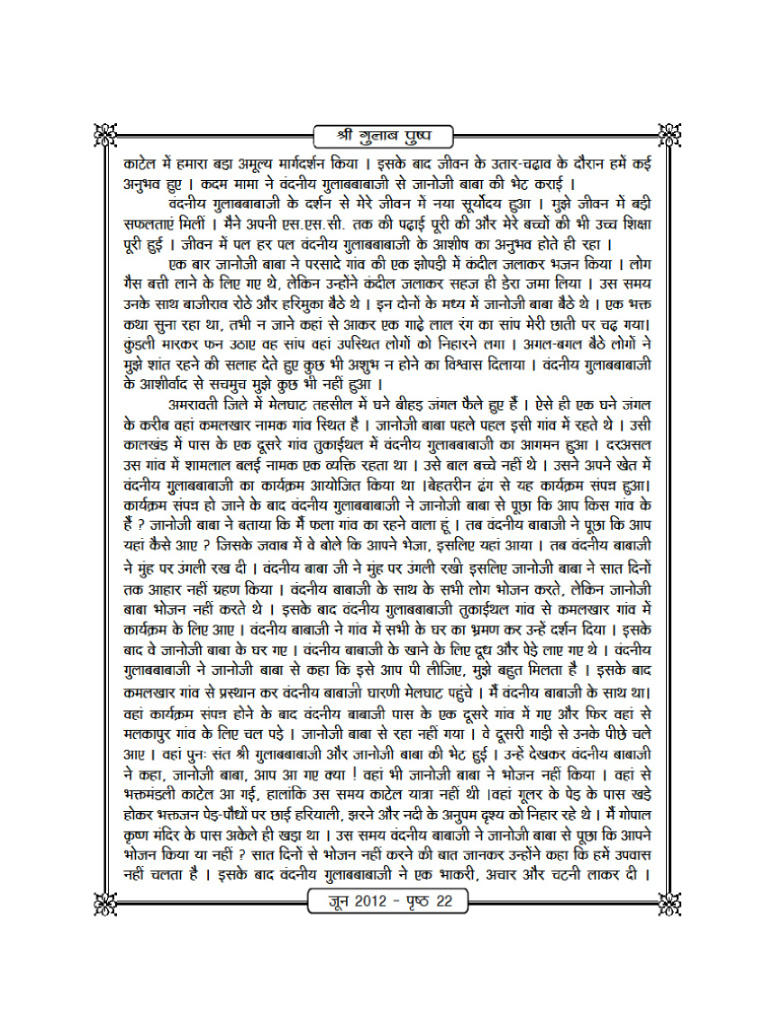 श्री गुलाब पुष्प
काटेल में हमारा बड़ा अमूल्य मार्गदर्शन किया । इसके बाद जीवन के उतार-चढ़ाव के दौरान हमें कई
अनुभव हुए । कदम मामा ने वंदनीय गुलाबबाबाजी से जानोजी बाबा की भेट कराई ।
वंदनीय गुलाबबाबाजी के दर्शन से मेरे जीवन में नया सूर्योदय हुआ । मुझे जीवन में बड़ी
सफलताएं मिलीं । मैने अपनी एस.एस.सी. तक की पढ़ाई पूरी की और मेरे बच्चों की भी उच्च शिक्षा
पूरी हुई । जीवन में पल हर पल वंदनीय गुलाबबाबाजी के आशीष का अनुभव होते ही रहा ।
एक बार जानोजी बाबा ने परसादे गांव की एक झोपड़ी में कंदील जलाकर भजन किया । लोग
गैस बत्ती लाने के लिए गए थे, लेकिन उन्होंने कंदील जलाकर सहज ही डेरा जमा लिया । उस समय
उनके साथ बाजीराव रोठे और हरिमुका बैठे थे । इन दोनों के मध्य में जानोजी बाबा बैठे थे । एक भक्त
कथा सुना रहा था, तभी न जाने कहां से आकर एक गाढ़े लाल रंग का सांप मेरी छाती पर चढ़ गया।
कुंडली मारकर फन उठाए वह सांप वहां उपस्थित लोगों को निहारने लगा । अगल-बगल बैठे लोगों ने
मुझे शांत रहने की सलाह देते हुए कुछ भी अशुभ न होने का विश्वास दिलाया । वंदनीय गुलाबबाबाजी
के आशीर्वाद से सचमुच मुझे कुछ भी नहीं हुआ ।
अमरावती जिले में मेलघाट तहसील में घने बीहड़ जंगल फैले हुए हैं । ऐसे ही एक घने जंगल
के करीब वहां कमलखार नामक गांव स्थित है । जानोजी बाबा पहले पहल इसी गांव में रहते थे । उसी
कालखंड में पास के एक दूसरे गांव तुकाईथल में वंदनीय गुलाबबाबाजी का आगमन हुआ । दरअसल
उस गांव में शामलाल बलई नामक एक व्यक्ति रहता था । उसे बाल बच्चे नहीं थे । उसने अपने खेत में
वंदनीय गुलाबबाबाजी का कार्यक्रम आयोजित किया था ।बेहतरीन ढंग से यह कार्यक्रम संपन्न हुआ।
कार्यक्रम संपन्न हो जाने के बाद वंदनीय गुलाबबाबाजी ने जानोजी बाबा से पूछा कि आप किस गांव के
हैं ? जानोजी बाबा ने बताया कि मैं फला गांव का रहने वाला हूं । तब वंदनीय बाबाजी ने पूछा कि आप
यहां कैसे आए ? जिसके जवाब में वे बोले कि आपने भेजा, इसलिए यहां आया । तब वंदनीय बाबाजी
ने मुंह पर उंगली रख दी । वंदनीय बाबा जी ने मुंह पर उंगली रखी इसलिए जानोजी बाबा ने सात दिनों
तक आहार नहीं ग्रहण किया । वंदनीय बाबाजी के साथ के सभी लोग भोजन करते, लेकिन जानोजी
बाबा भोजन नहीं करते थे । इसके बाद वंदनीय गुलाबबाबाजी तुकाईथल गांव से कमलखार गांव में
कार्यक्रम के लिए आए । वंदनीय बाबाजी ने गांव में सभी के घर का भ्रमण कर उन्हें दर्शन दिया । इसके
बाद वे जानोजी बाबा के घर गए । वंदनीय बाबाजी के खाने के लिए दूध और पेड़े लाए गए थे । वंदनीय
गुलाबबाबाजी ने जानोजी बाबा से कहा कि इसे आप पी लीजिए, मुझे बहुत मिलता है । इसके बाद
कमलखार गांव से प्रस्थान कर वंदनीय बाबाजी घारणी मेलघाट पहुंचे । मैं वंदनीय बाबाजी के साथ था।
वहां कार्यक्रम संपन्न होने के बाद वंदनीय बाबाजी पास के एक दूसरे गांव में गए और फिर वहां से
मलकापुर गांव के लिए चल पड़े । जानोजी बाबा से रहा नहीं गया । वे दूसरी गाड़ी से उनके पीछे चले
आए । वहां पुनः संत श्री गुलाबबाबाजी और जानोजी बाबा की भेट हुई । उन्हें देखकर वंदनीय बाबाजी
ने कहा, जानोजी बाबा, आप आ गए क्या ! वहां भी जानोजी बाबा ने भोजन नहीं किया । वहां से
भक्तमंडली काटेल आ गई, हालांकि उस समय काटेल यात्रा नहीं थी ।वहां गूलर के पेड़ के पास खड़े
होकर भक्तजन पेड़-पौधों पर छाई हरियाली, झरने और नदी के अनुपम दृश्य को निहार रहे थे । मैं गोपाल
कृष्ण मंदिर के पास अकेले ही खड़ा था । उस समय वंदनीय बाबाजी ने जानोजी बाबा से पूछा कि आपने
भोजन किया या नहीं ? सात दिनों से भोजन नहीं करने की बात जानकर उन्होंने कहा कि हमें उपवास
नहीं चलता है । इसके बाद वंदनीय गुलाबबाबाजी ने एक भाकरी, अचार और चटनी लाकर दी ।
जून 2012 - पृष्ठ 22